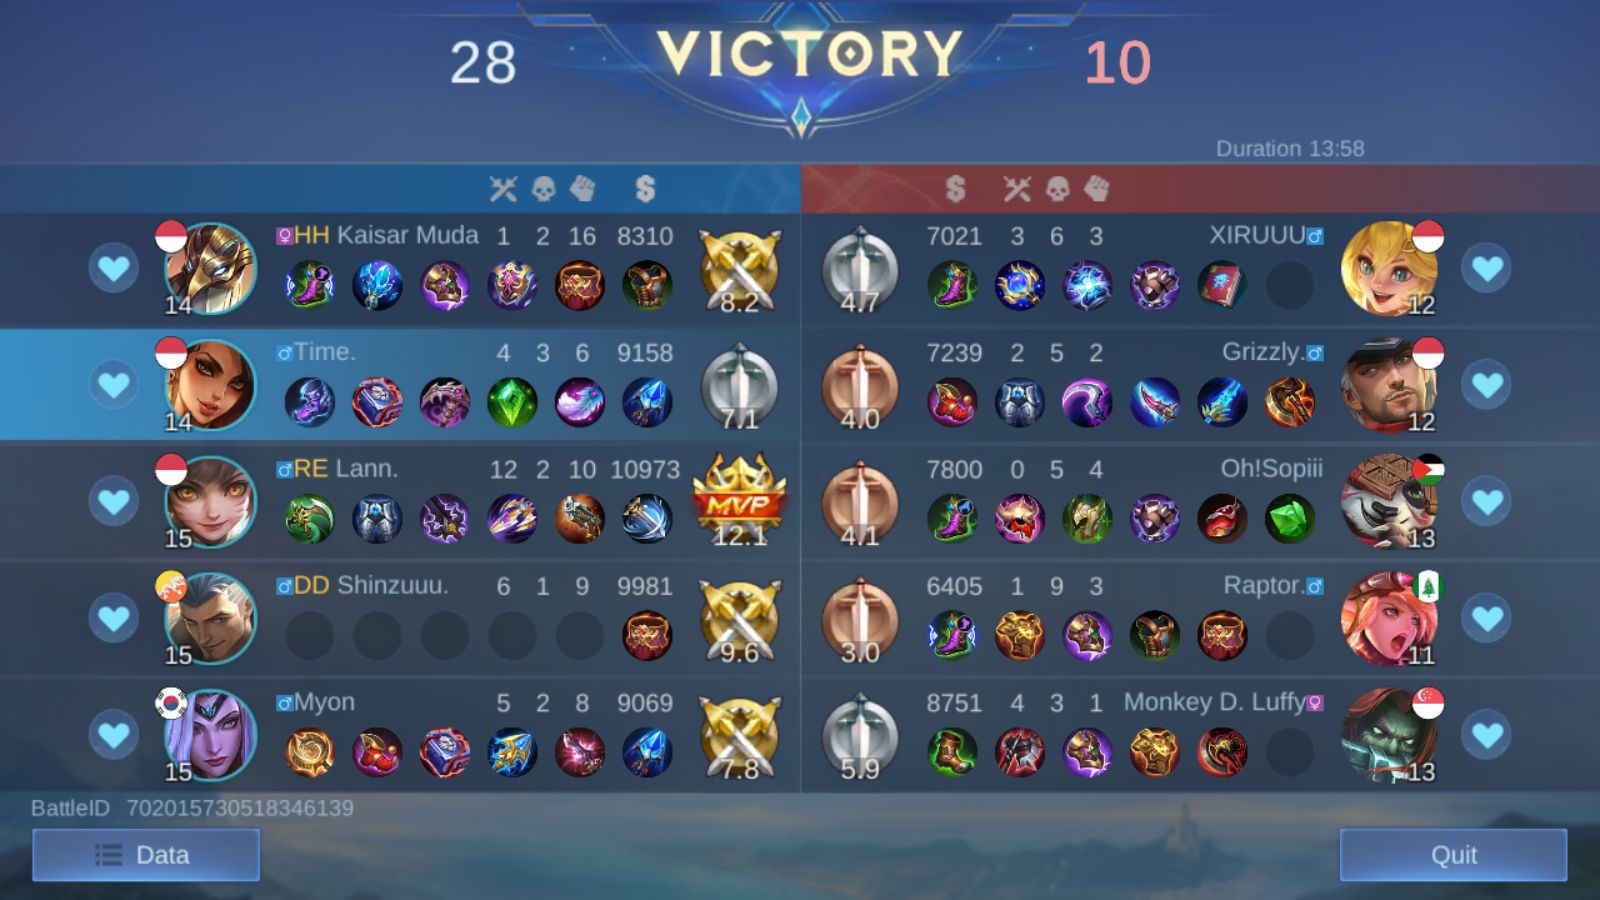 28 VICTORY 10
Duration 13:58
HH Kaisar Muda 1 2 16 8310
14 8.2
4.7 7021 3 6 3 XIRUUU
12
Time. 4 3 6 9158
14 7.1
4.0 7239 2 5 2 Grizzly.
12
RE Lann. 12 2 10 10973
15 MVP 12.1
4.1 7800 0 5 4 Oh!Sopiii
13
DD Shinzuuu. 6 1 9 9981
15 9.6
3.0 6405 1 9 3 Raptor.
11
Myon 5 2 8 9069
15 7.8
5.9 8751 4 3 1 Monkey D. Luffy
13
BattleID 702015730518346139
Data
Quit